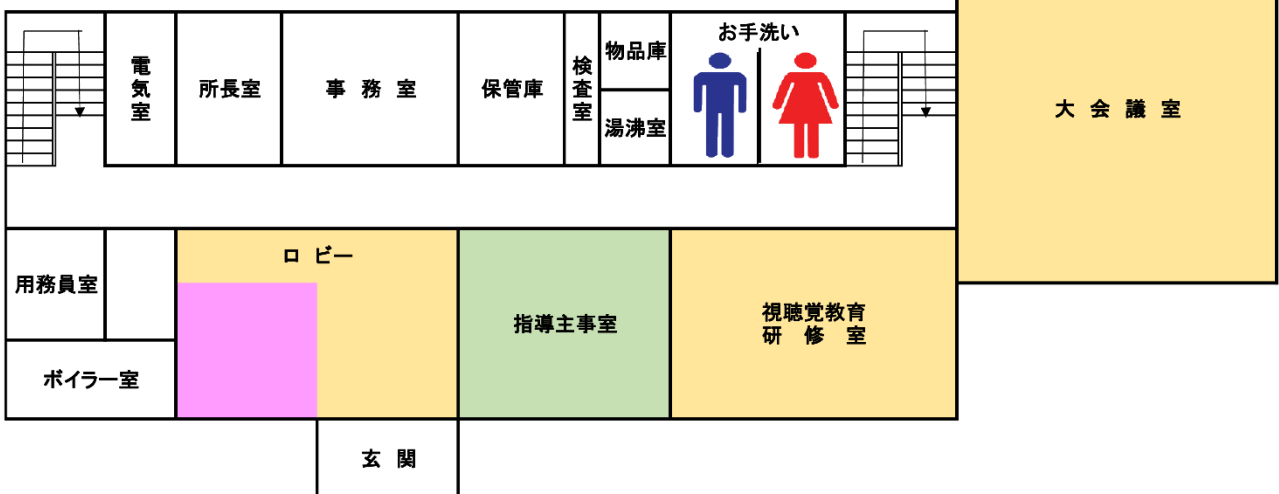 お手洗い
電気室
所長室
事務室
保管庫
検査室
物品庫
湯沸室
大会議室
ロビー
用務員室
ボイラー室
指導主事室
視聴覚教育
研修室
玄関